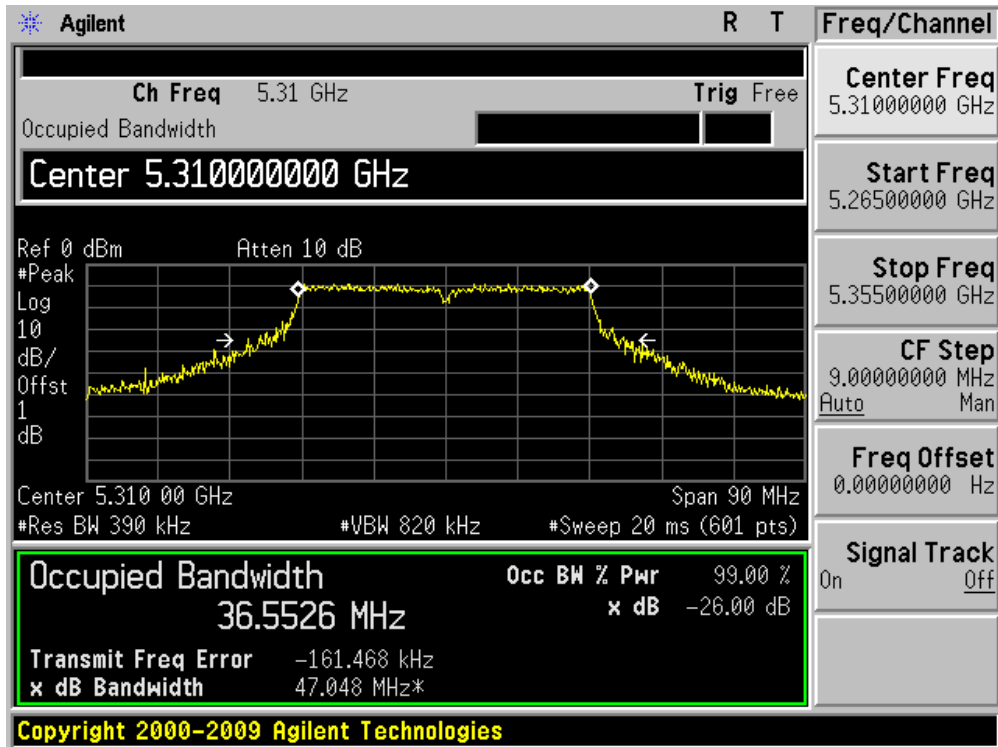 Agilent R T
Ch Freq 5.31 GHz Trig Free
Occupied Bandwidth
Center 5.310000000 GHz
Ref 0 dBm Atten 10 dB
#Peak
Log
10
dB/
Offst
1
dB
Center 5.310 00 GHz Span 90 MHz
#Res BW 390 kHz #VBW 820 kHz #Sweep 20 ms (601 pts)
Occupied Bandwidth Occ BW % Pwr 99.00 %
36.5526 MHz x dB -26.00 dB
Transmit Freq Error -161.468 kHz
x dB Bandwidth 47.048 MHz*
Copyright 2000-2009 Agilent Technologies
Freq/Channel
Center Freq
5.31000000 GHz
Start Freq
5.26500000 GHz
Stop Freq
5.35500000 GHz
CF Step
9.00000000 MHz
Auto Man
Freq Offset
0.00000000 Hz
Signal Track
On Off